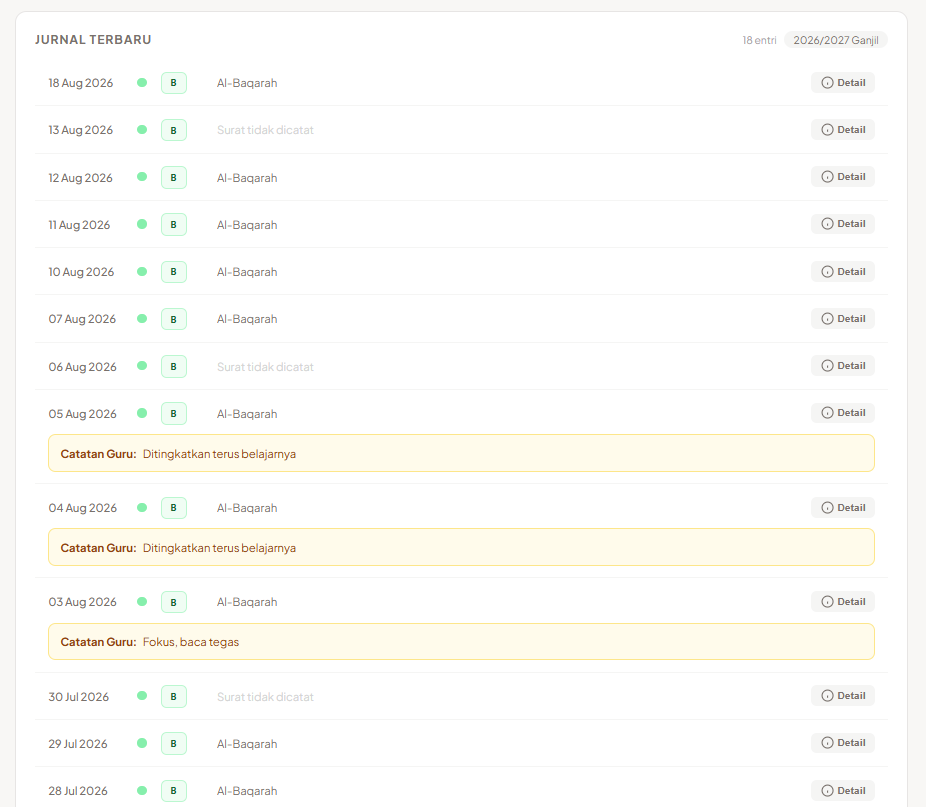 JURNAL TERBARU 18 entri 2026/2027 Ganjil
18 Aug 2026 B Al-Baqarah Detail
13 Aug 2026 B Surat tidak dicatat Detail
12 Aug 2026 B Al-Baqarah Detail
11 Aug 2026 B Al-Baqarah Detail
10 Aug 2026 B Al-Baqarah Detail
07 Aug 2026 B Al-Baqarah Detail
06 Aug 2026 B Surat tidak dicatat Detail
05 Aug 2026 B Al-Baqarah Detail
Catatan Guru: Ditingkatkan terus belajarnya
04 Aug 2026 B Al-Baqarah Detail
Catatan Guru: Ditingkatkan terus belajarnya
03 Aug 2026 B Al-Baqarah Detail
Catatan Guru: Fokus, baca tegas
30 Jul 2026 B Surat tidak dicatat Detail
29 Jul 2026 B Al-Baqarah Detail
28 Jul 2026 B Al-Baqarah Detail